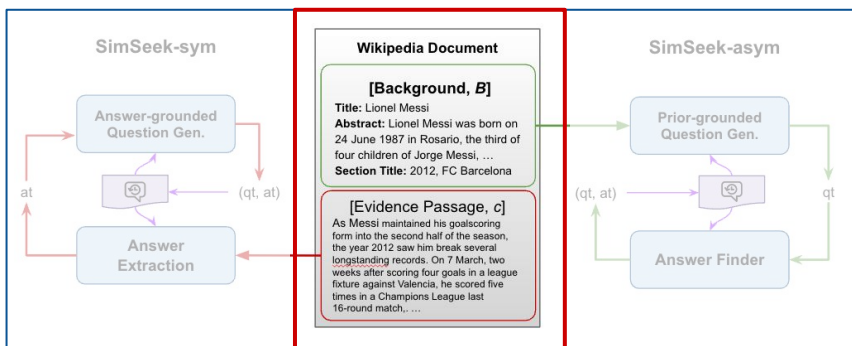 SimSeek-sym
Answer-grounded
Question Gen.
at
(qt, at)
Answer
Extraction
Wikipedia Document
[Background, B]
Title: Lionel Messi
Abstract: Lionel Messi was born on
24 June 1987 in Rosario, the third of
four children of Jorge Messi, ...
Section Title: 2012, FC Barcelona
[Evidence Passage, c]
As Messi maintained his goalscoring
form into the second half of the season,
the year 2012 saw him break several
longstanding records. On 7 March, two
weeks after scoring four goals in a league
fixture against Valencia, he scored five
times in a Champions League last
16-round match,. ...
SimSeek-asym
Prior-grounded
Question Gen.
(qt, at)
qt
Answer Finder